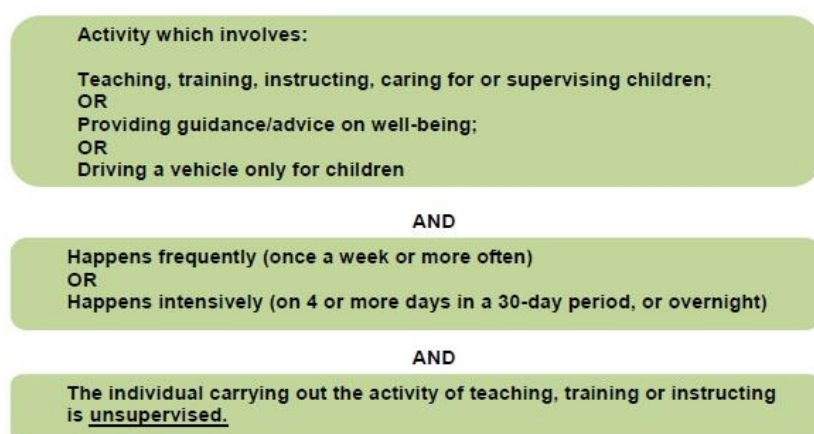 Activity which involves:
Teaching, training, instructing, caring for or supervising children;
OR
Providing guidance/advice on well-being;
OR
Driving a vehicle only for children
AND
Happens frequently (once a week or more often)
OR
Happens intensively (on 4 or more days in a 30-day period, or overnight)
AND
The individual carrying out the activity of teaching, training or instructing
is unsupervised.